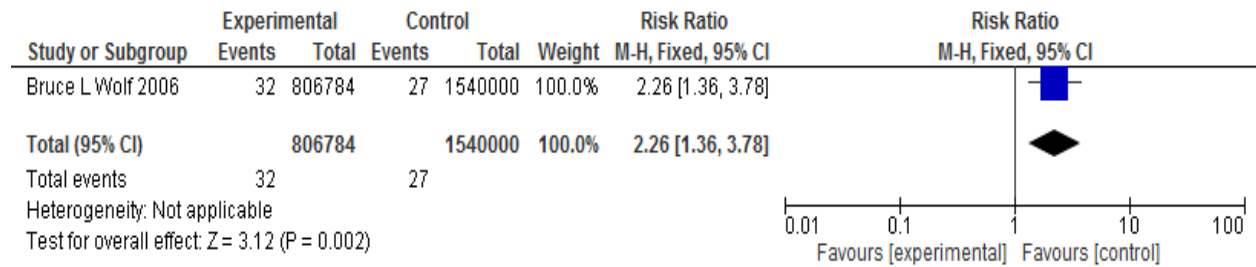 Experimental Control Risk Ratio Risk Ratio
Study or Subgroup Events Total Events Total Weight M-H, Fixed, 95% CI M-H, Fixed, 95% CI
Bruce L Wolf 2006 32 806784 27 1540000 100.0% 2.26 [1.36, 3.78]
Total (95% CI) 806784 1540000 100.0% 2.26 [1.36, 3.78]
Total events 32 27
Heterogeneity: Not applicable
Test for overall effect: Z = 3.12 (P = 0.002)
0.01 0.1 1 10 100
Favours [experimental] Favours [control]